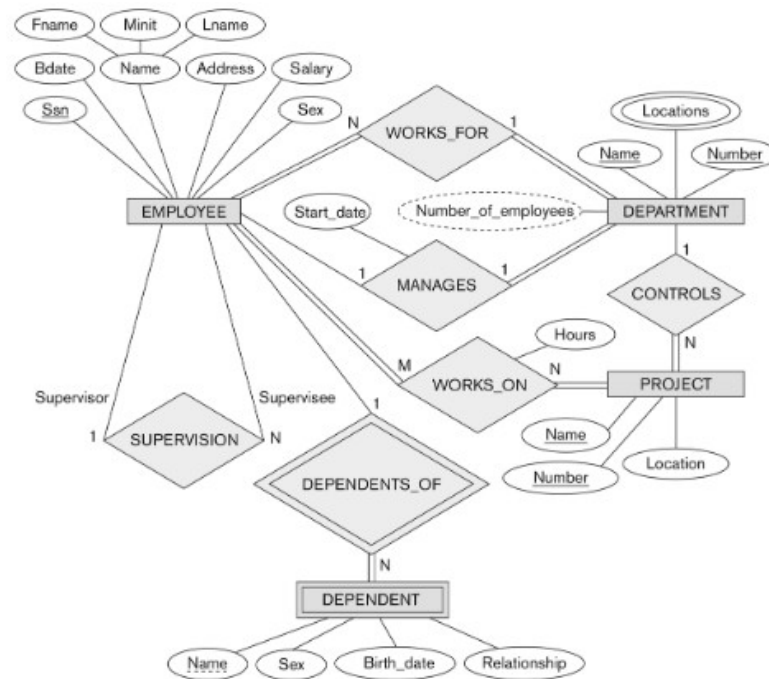 Fname Minit Lname
Bdate Name Address Salary
Ssn Sex
N WORKS_FOR 1
Locations
Name Number
EMPLOYEE Start_date Number_of_employees DEPARTMENT
1 MANAGES 1
1
CONTROLS
N
Hours
M WORKS_ON N PROJECT
Supervisor Supervisee
1 SUPERVISION N
1
Name
Number Location
DEPENDENTS_OF
N
DEPENDENT
Name Sex Birth_date Relationship